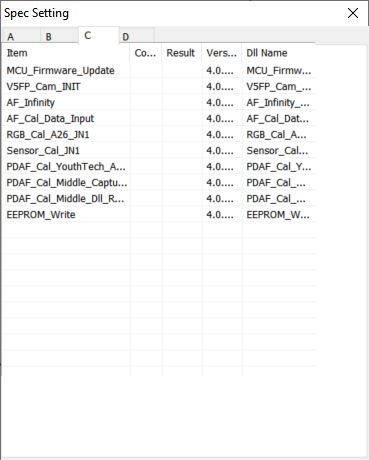 Spec Setting
A B C D
Item Co... Result Vers... Dll Name
MCU_Firmware_Update 4.0.... MCU_Firmw...
V5FP_Cam_INIT 4.0.... V5FP_Cam_...
AF_Infinity 4.0.... AF_Infinity_...
AF_Cal_Data_Input 4.0.... AF_Cal_Dat...
RGB_Cal_A26_JN1 4.0.... RGB_Cal_A...
Sensor_Cal_JN1 4.0.... Sensor_Cal...
PDAF_Cal_YouthTech_A... 4.0.... PDAF_Cal_Y...
PDAF_Cal_Middle_Captu... 4.0.... PDAF_Cal_...
PDAF_Cal_Middle_Dll_R... 4.0.... PDAF_Cal_...
EEPROM_Write 4.0.... EEPROM_W...